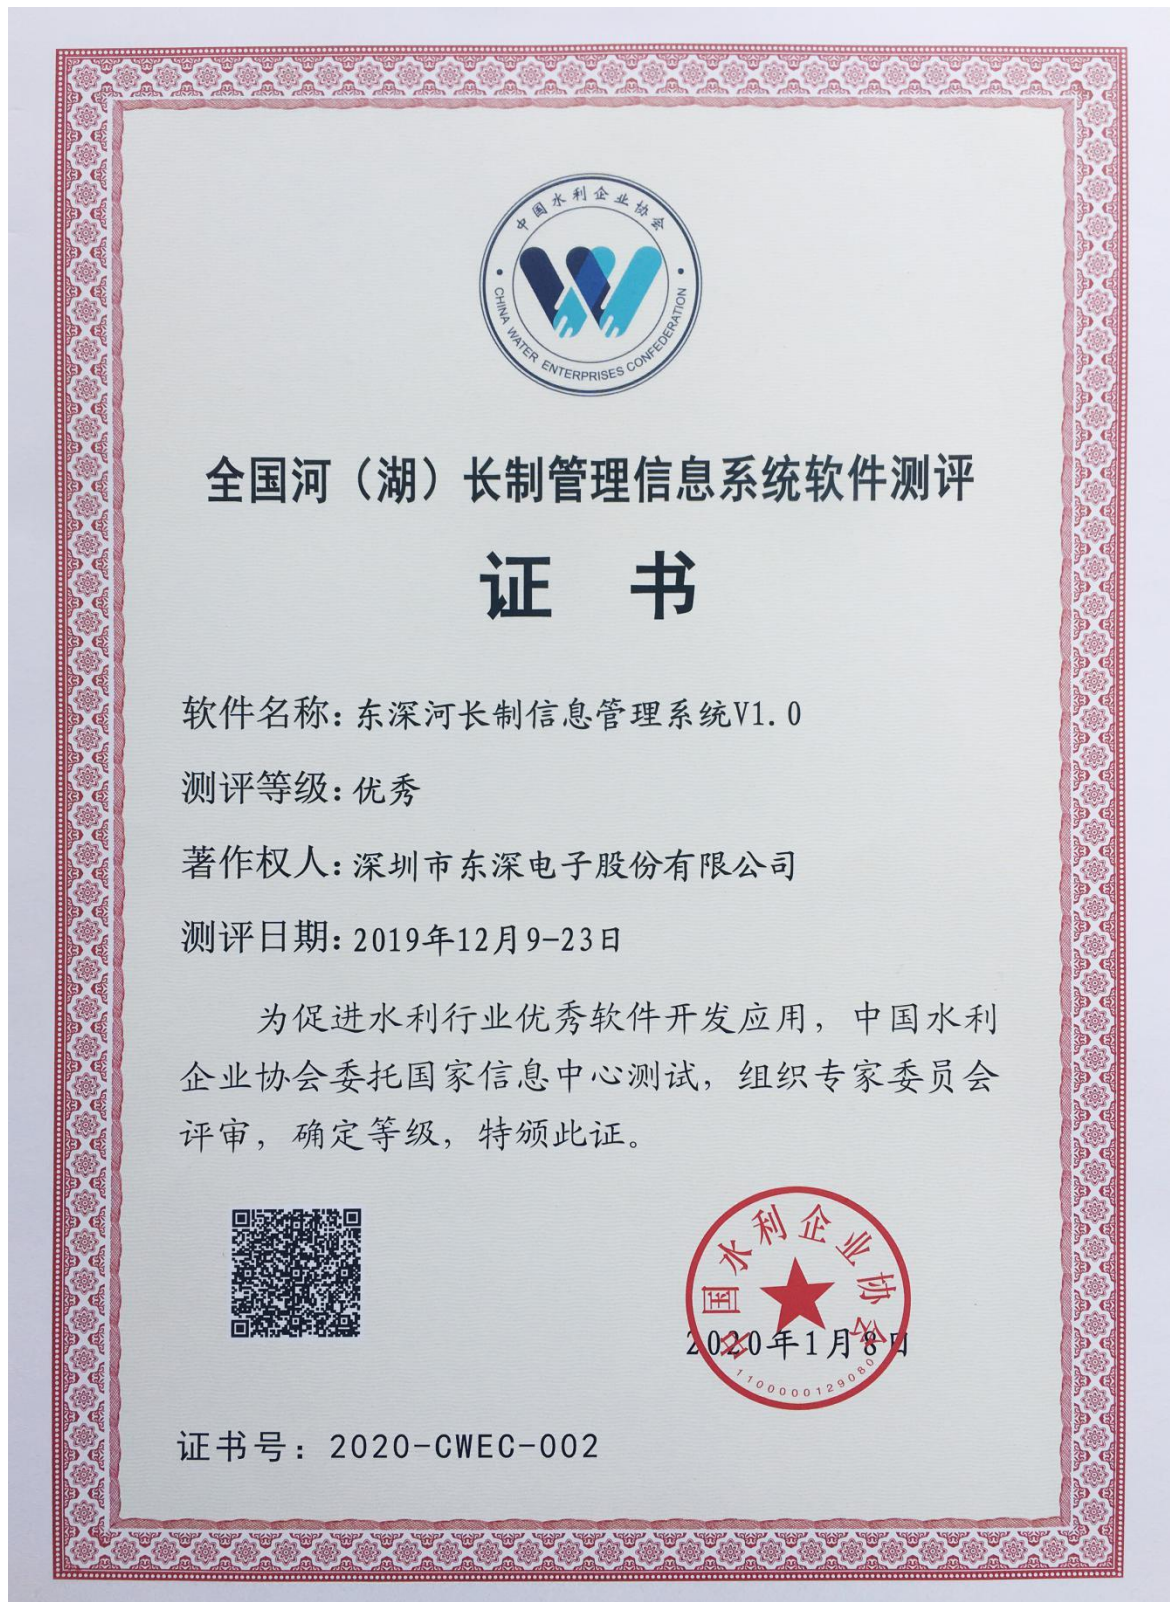 中国水利企业协会
CHINA WATER ENTERPRISES CONFEDERATION
全国河（湖）长制管理信息系统软件测评
证 书
软件名称：东深河长制信息管理系统V1.0
测评等级：优秀
著作权人：深圳市东深电子股份有限公司
测评日期：2019年12月9-23日
为促进水利行业优秀软件开发应用，中国水利
企业协会委托国家信息中心测试，组织专家委员会
评审，确定等级，特颁此证。
中国水利企业协会
2020年1月8日
1100000129080
证书号：2020-CWEC-002